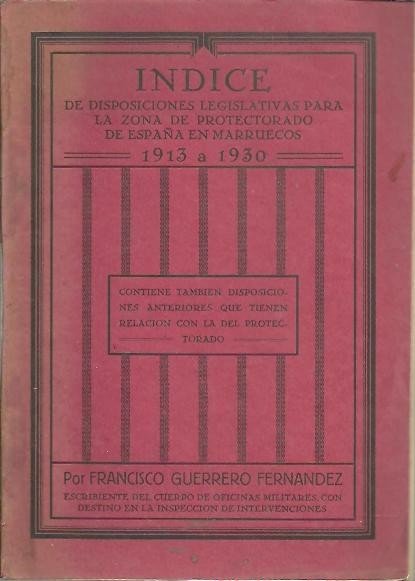 INDICE
DE DISPOSICIONES LEGISLATIVAS PARA
LA ZONA DE PROTECTORADO
DE ESPAÑA EN MARRUECOS
1913 a 1930
CONTIENE TAMBIEN DISPOSICIO-
NES ANTERIORES QUE TIENEN
RELACION CON LA DEL PROTEC-
TORADO
Por FRANCISCO GUERRERO FERNANDEZ
ESCRIBIENTE DEL CUERPO DE OFICINAS MILITARES, CON
DESTINO EN LA INSPECCION DE INTERVENCIONES